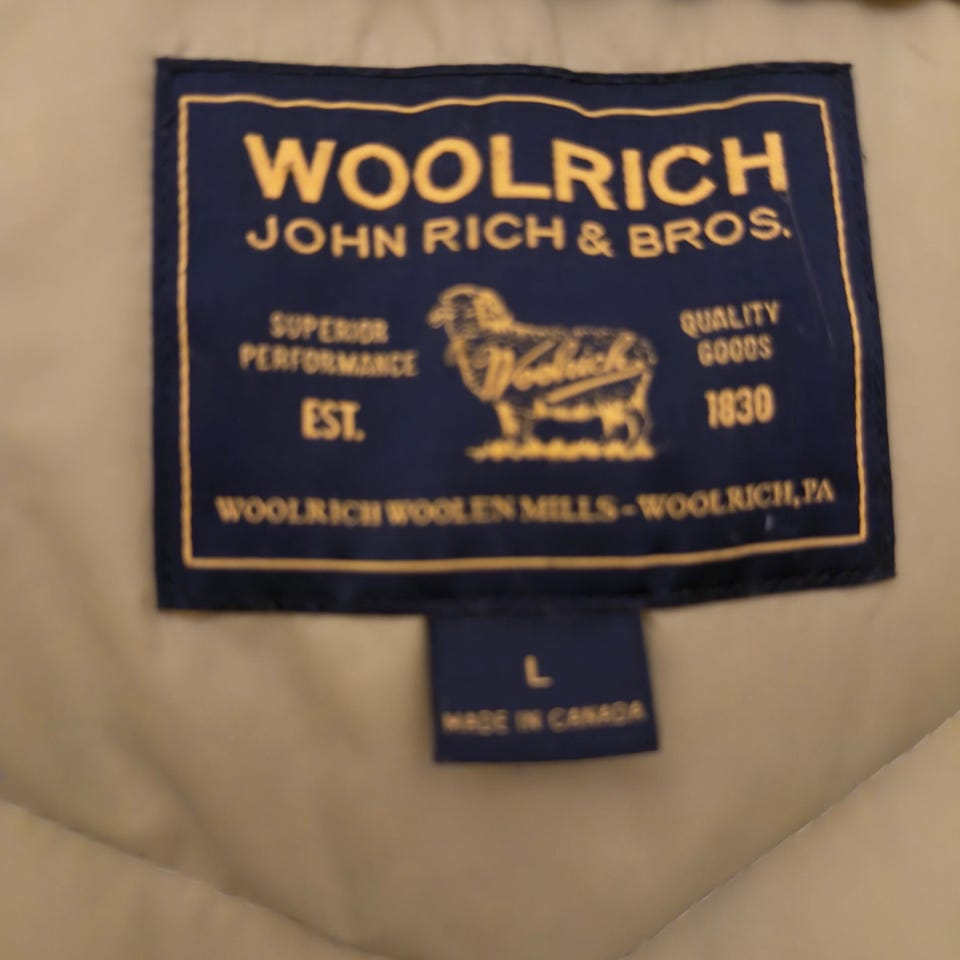 WOOLRICH
JOHN RICH & BROS.
SUPERIOR
PERFORMANCE
EST.
Woolrich
QUALITY
GOODS
1830
WOOLRICH WOOLEN MILLS - WOOLRICH, PA
L
MADE IN CANADA